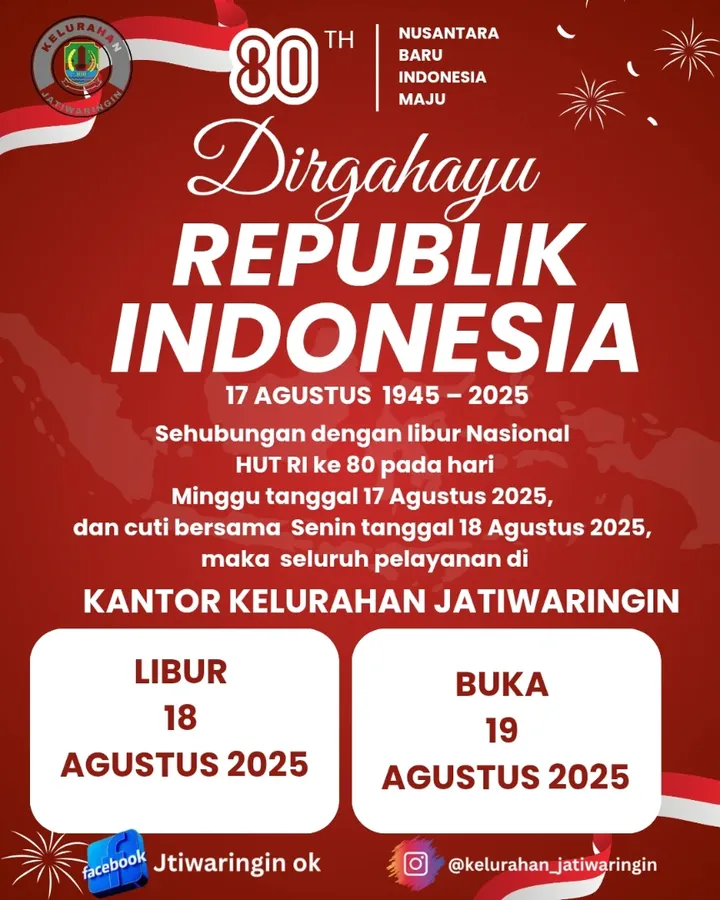 KELURAHAN
JATIWARINGIN
80 TH
NUSANTARA
BARU
INDONESIA
MAJU
Dirgahayu
REPUBLIK
INDONESIA
17 AGUSTUS 1945 – 2025
Sehubungan dengan libur Nasional
HUT RI ke 80 pada hari
Minggu tanggal 17 Agustus 2025,
dan cuti bersama Senin tanggal 18 Agustus 2025,
maka seluruh pelayanan di
KANTOR KELURAHAN JATIWARINGIN
LIBUR
18
AGUSTUS 2025
BUKA
19
AGUSTUS 2025
facebook Jtiwaringin ok
@kelurahan_jatiwaringin